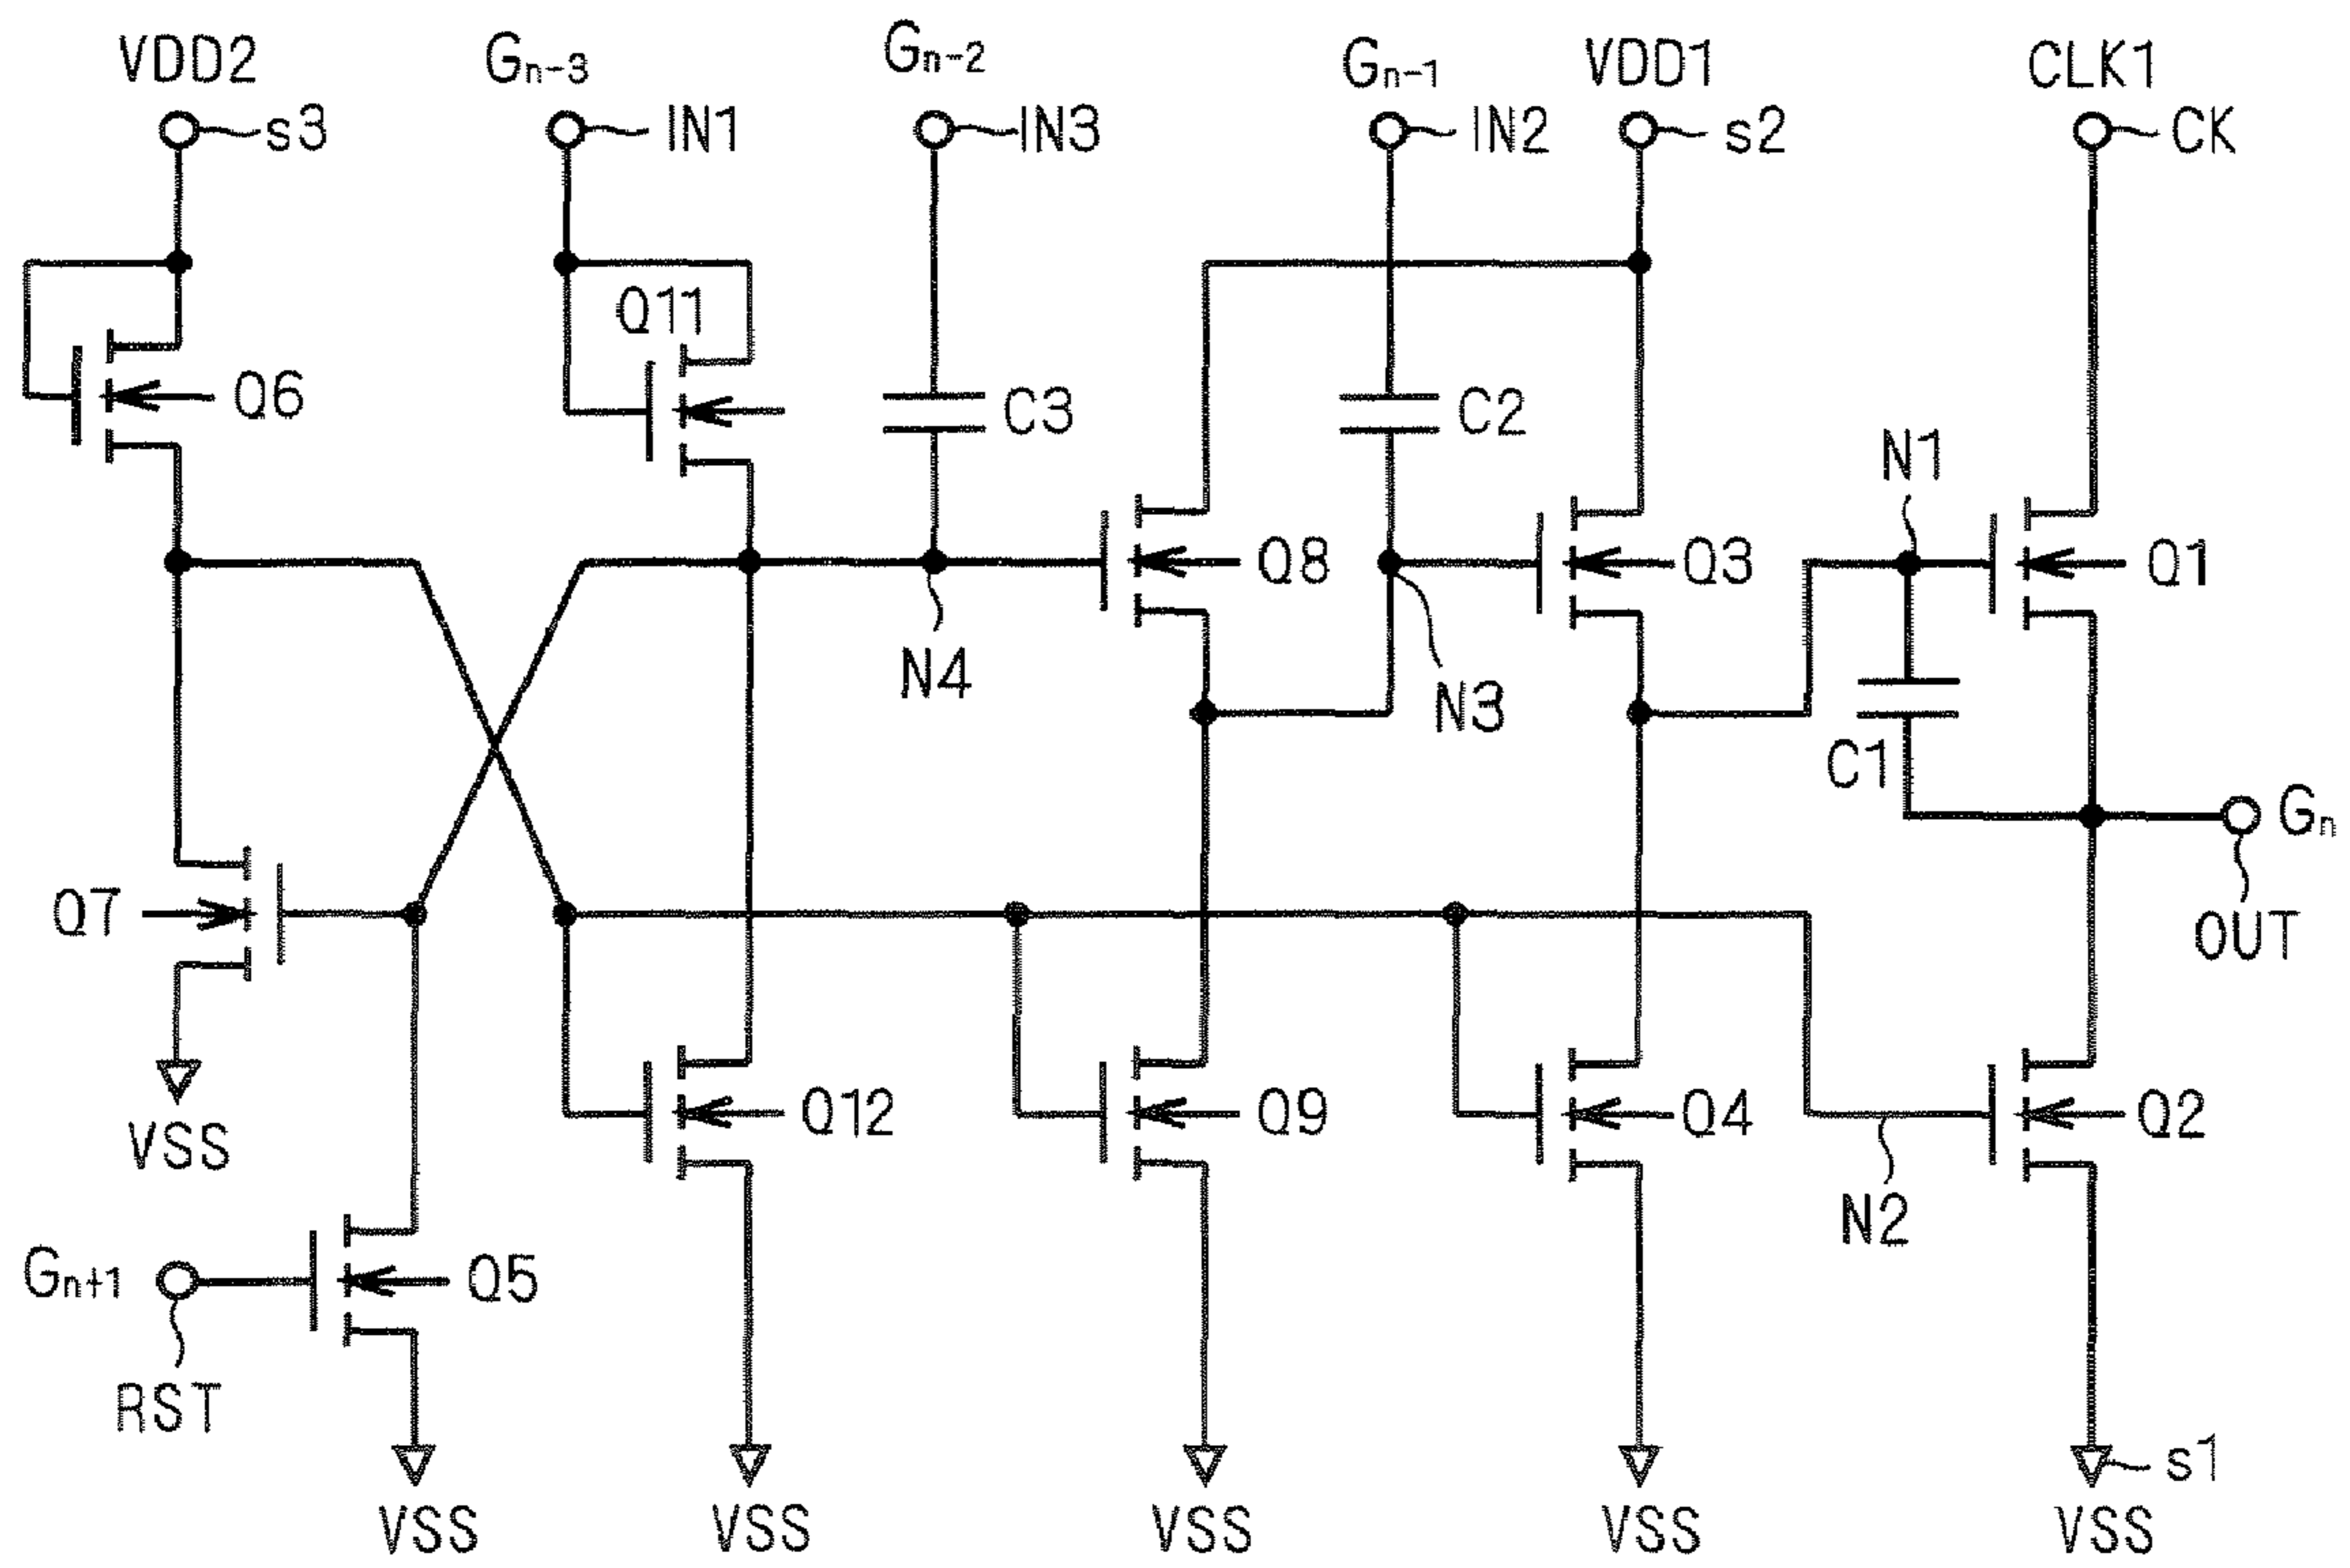 VDD2
Gn-3
Gn-2
Gn-1
VDD1
CLK1
s3
IN1
IN3
IN2
s2
CK
Q11
Q6
C3
C2
N1
Q8
Q3
Q1
N4
N3
C1
Gn
Q7
OUT
Q12
Q9
Q4
Q2
VSS
N2
Gn+1
Q5
RST
s1
VSS
VSS
VSS
VSS
VSS